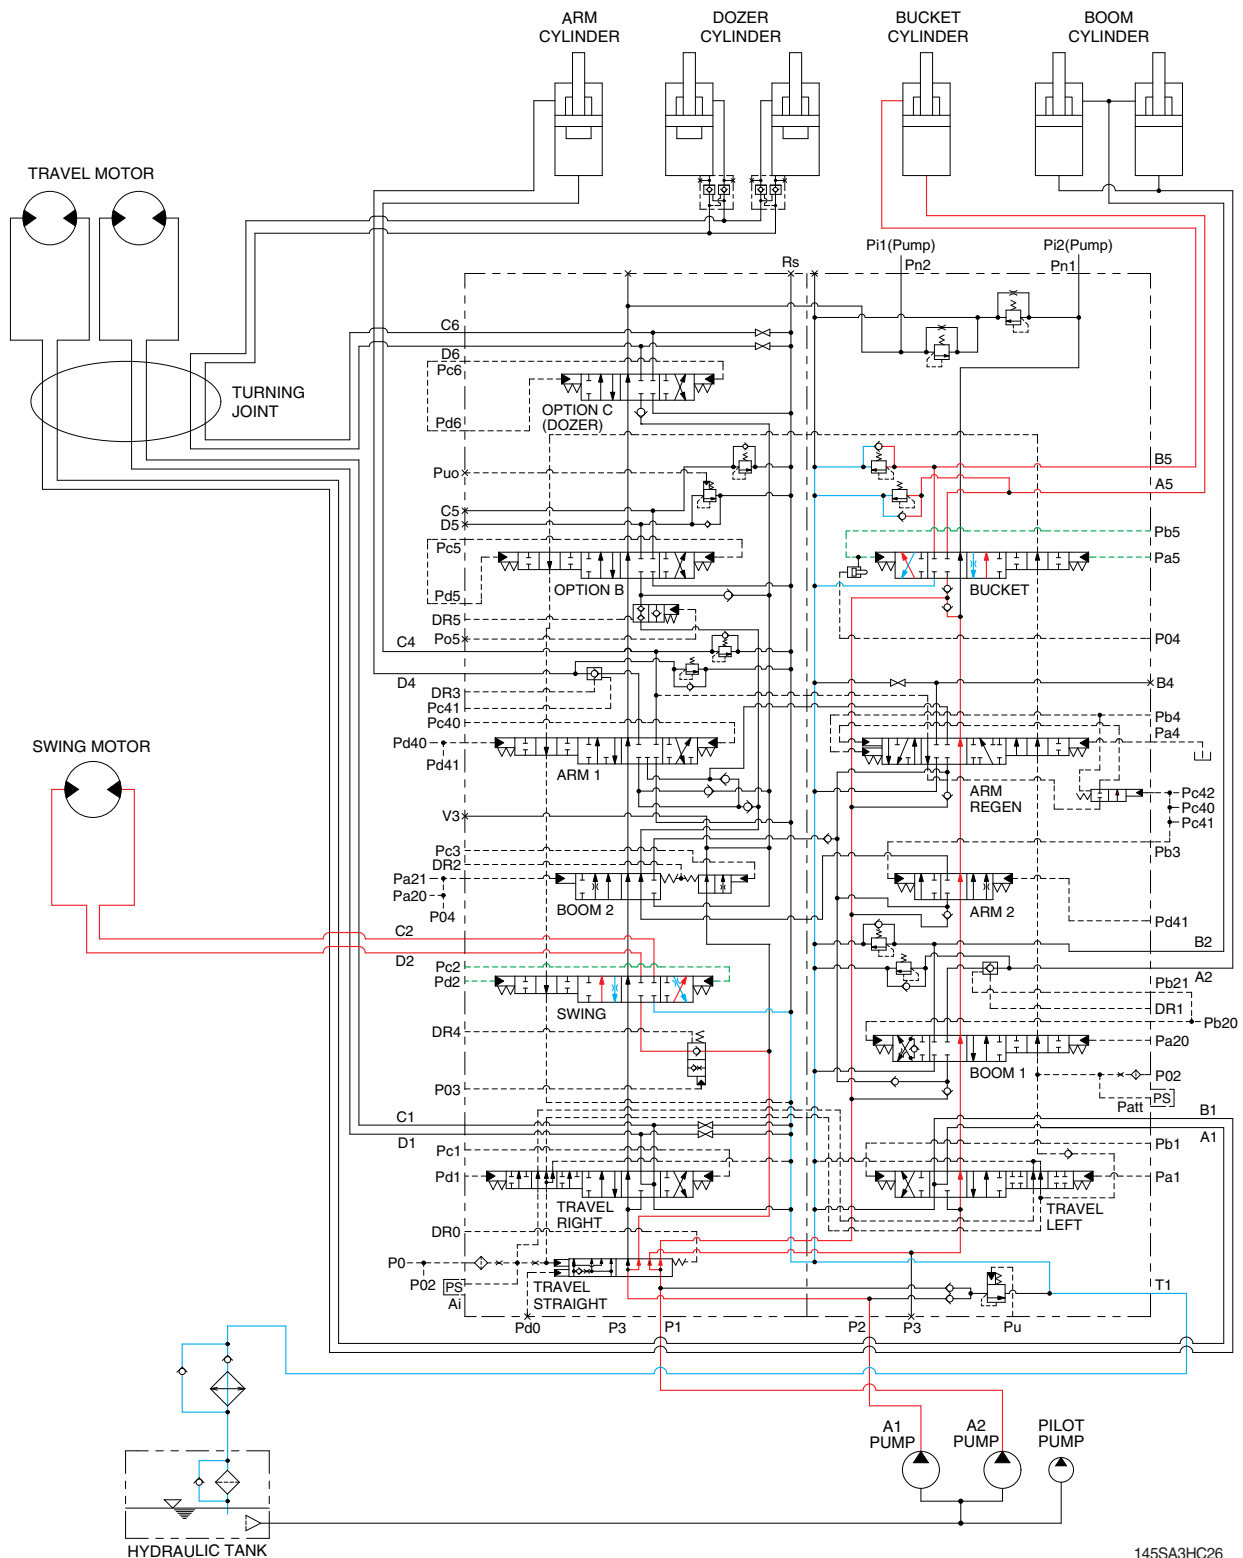 ARM
CYLINDER
DOZER
CYLINDER
BUCKET
CYLINDER
BOOM
CYLINDER
TRAVEL MOTOR
TURNING
JOINT
Pi1(Pump)
Pn2
Pi2(Pump)
Pn1
Rs
C6
D6
Pc6
Pd6
OPTION C
(DOZER)
Puo
C5
D5
Pc5
Pd5
OPTION B
DR5
Po5
C4
D4
DR3
Pc41
Pc40
Pd40
Pd41
ARM 1
V3
Pc3
DR2
Pa21
Pa20
P04
BOOM 2
SWING MOTOR
C2
D2
Pc2
Pd2
SWING
DR4
P03
C1
D1
Pc1
Pd1
TRAVEL
RIGHT
DR0
P0
P02
PS
Ai
TRAVEL
STRAIGHT
Pd0
P3
P1
P2
P3
Pu
B5
A5
Pb5
Pa5
BUCKET
P04
B4
Pb4
Pa4
ARM
REGEN
Pc42
Pc40
Pc41
Pb3
ARM 2
Pd41
B2
A2
Pb21
DR1
Pb20
Pa20
BOOM 1
P02
PS
Patt
B1
A1
Pb1
Pa1
TRAVEL
LEFT
T1
A1
PUMP
A2
PUMP
PILOT
PUMP
HYDRAULIC TANK
145SA3HC26